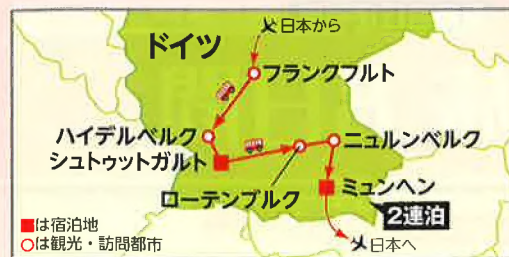 日本から
ドイツ
フランクフルト
ハイデルベルク
シュトゥットガルト
ニュルンベルク
ローテンブルク
ミュンヘン
2連泊
■は宿泊地
○は観光・訪問都市
日本へ